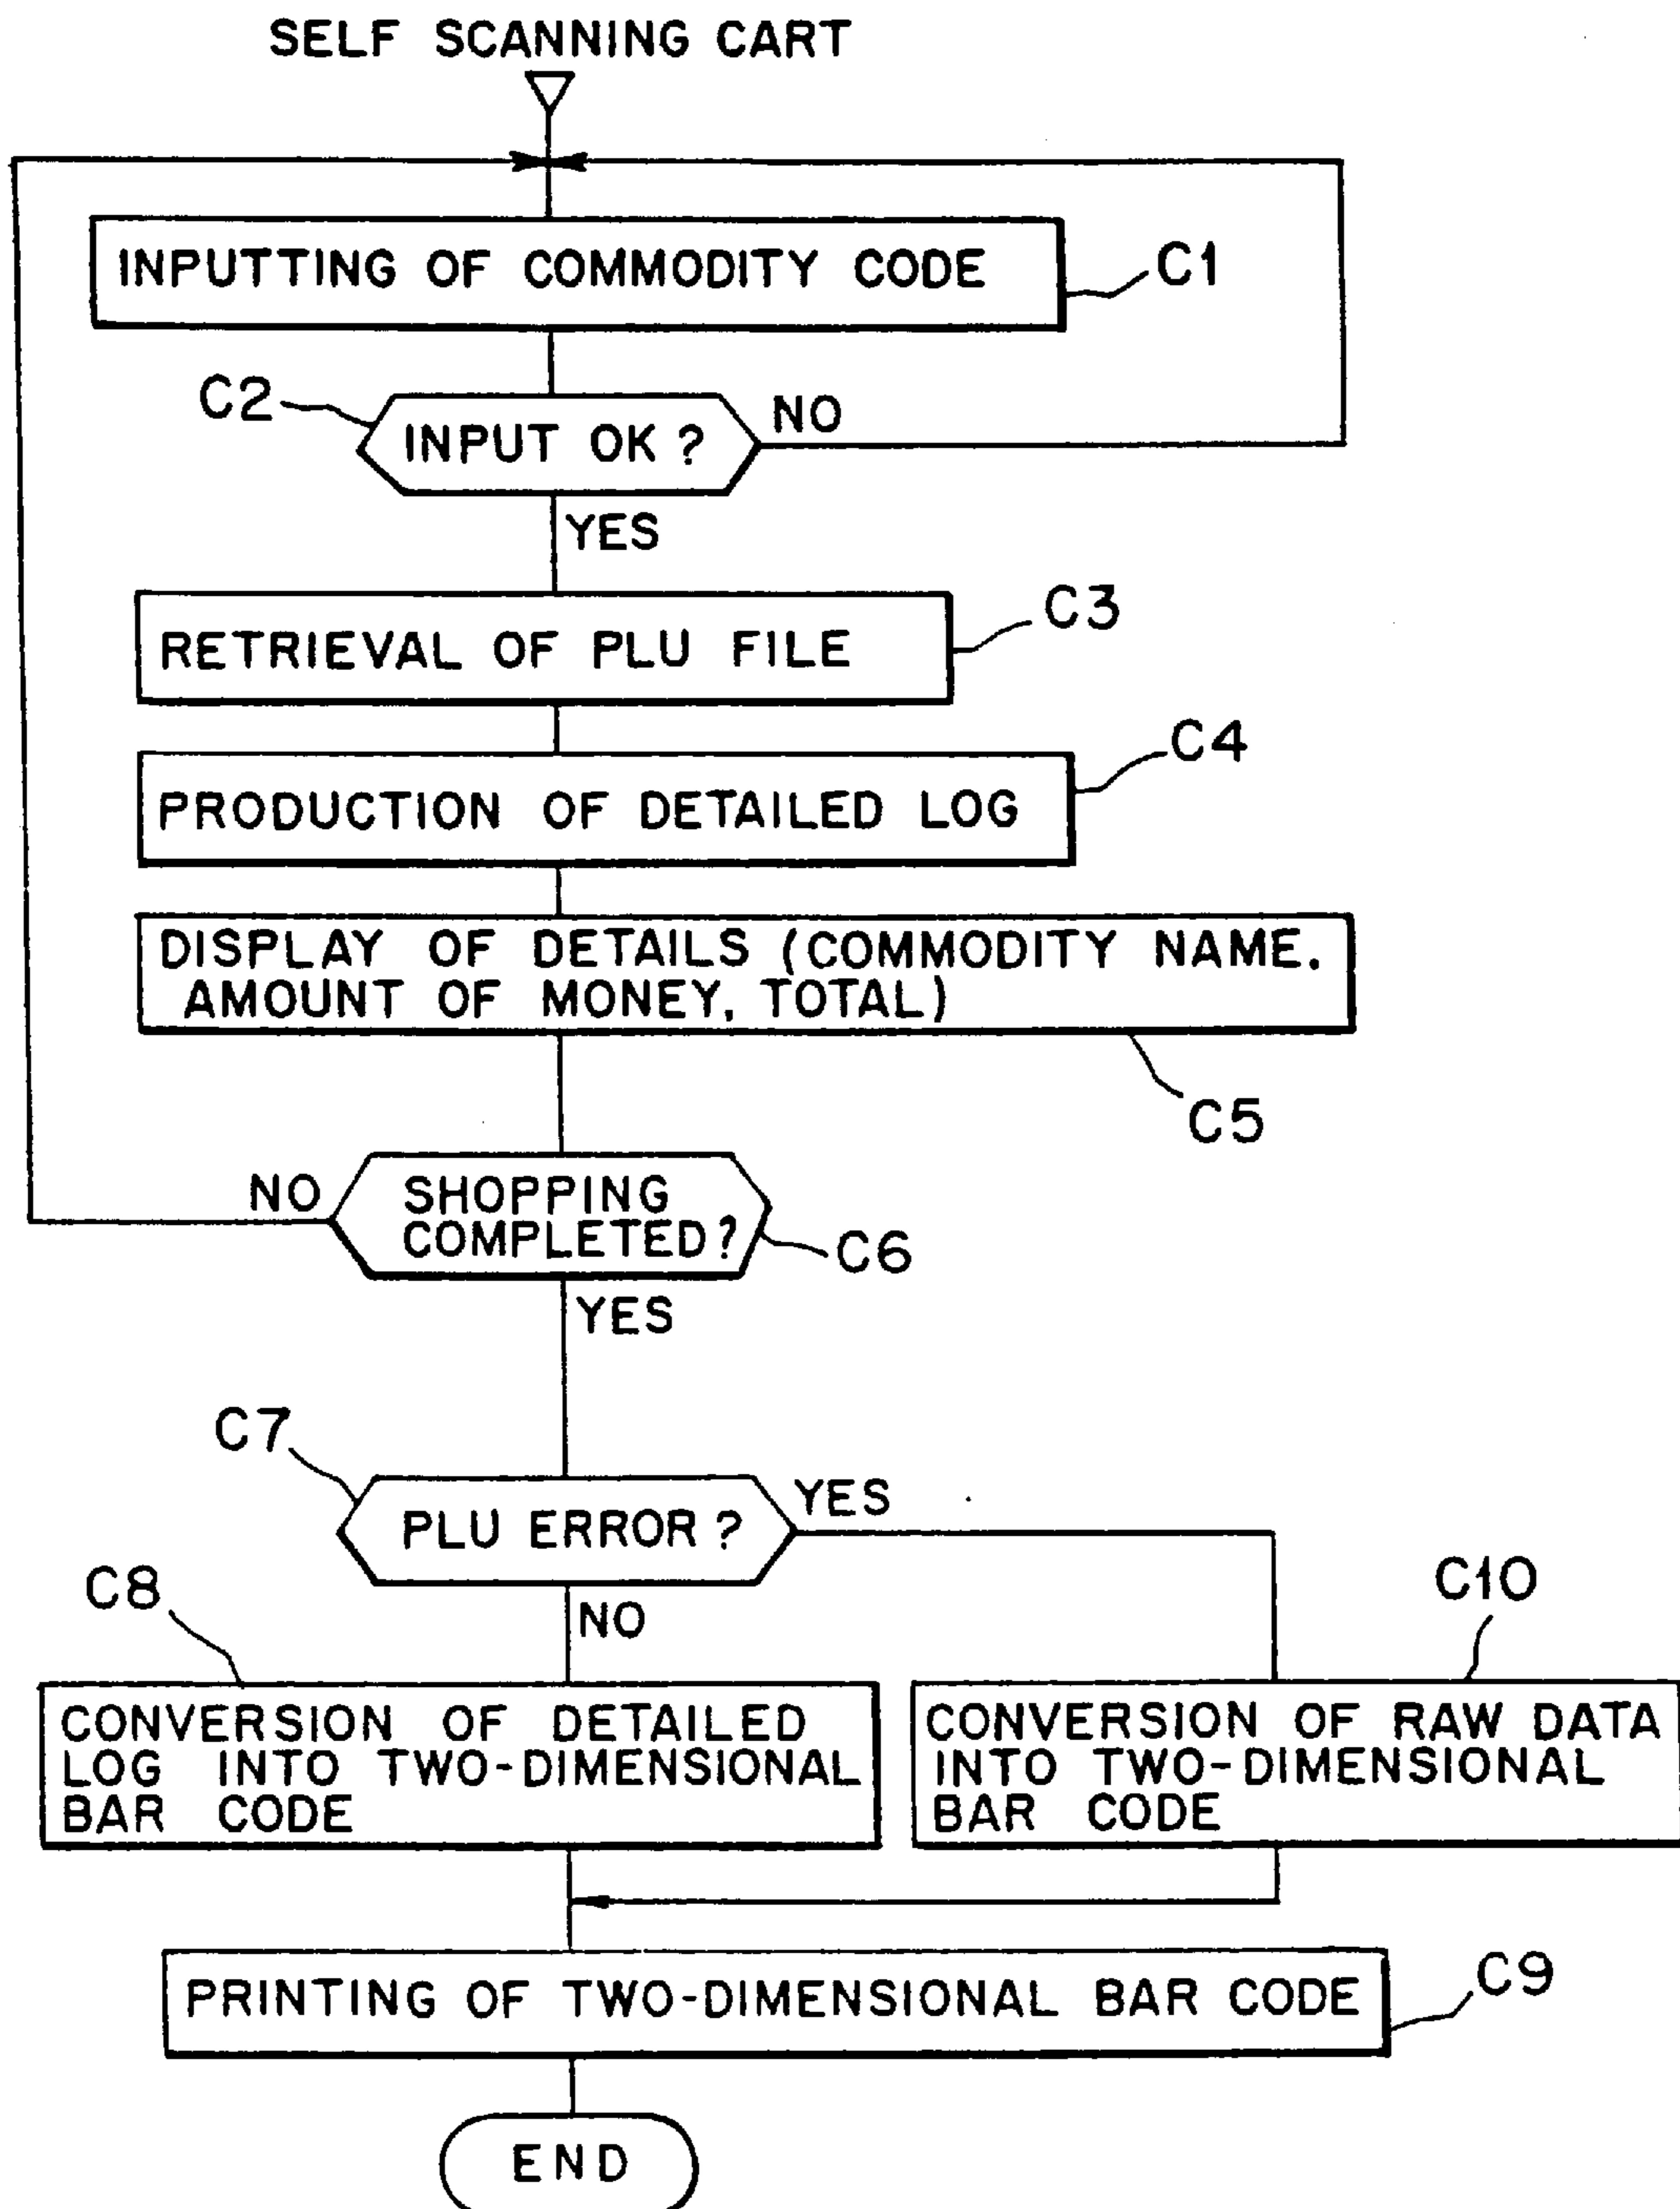 SELF SCANNING CART
INPUTTING OF COMMODITY CODE
C1
C2
INPUT OK ?
NO
YES
RETRIEVAL OF PLU FILE
C3
PRODUCTION OF DETAILED LOG
C4
DISPLAY OF DETAILS (COMMODITY NAME.
AMOUNT OF MONEY, TOTAL)
C5
NO
SHOPPING
COMPLETED ?
C6
YES
C7
PLU ERROR ?
YES
NO
C8
CONVERSION OF DETAILED
LOG INTO TWO-DIMENSIONAL
BAR CODE
C10
CONVERSION OF RAW DATA
INTO TWO-DIMENSIONAL
BAR CODE
PRINTING OF TWO-DIMENSIONAL BAR CODE
C9
END